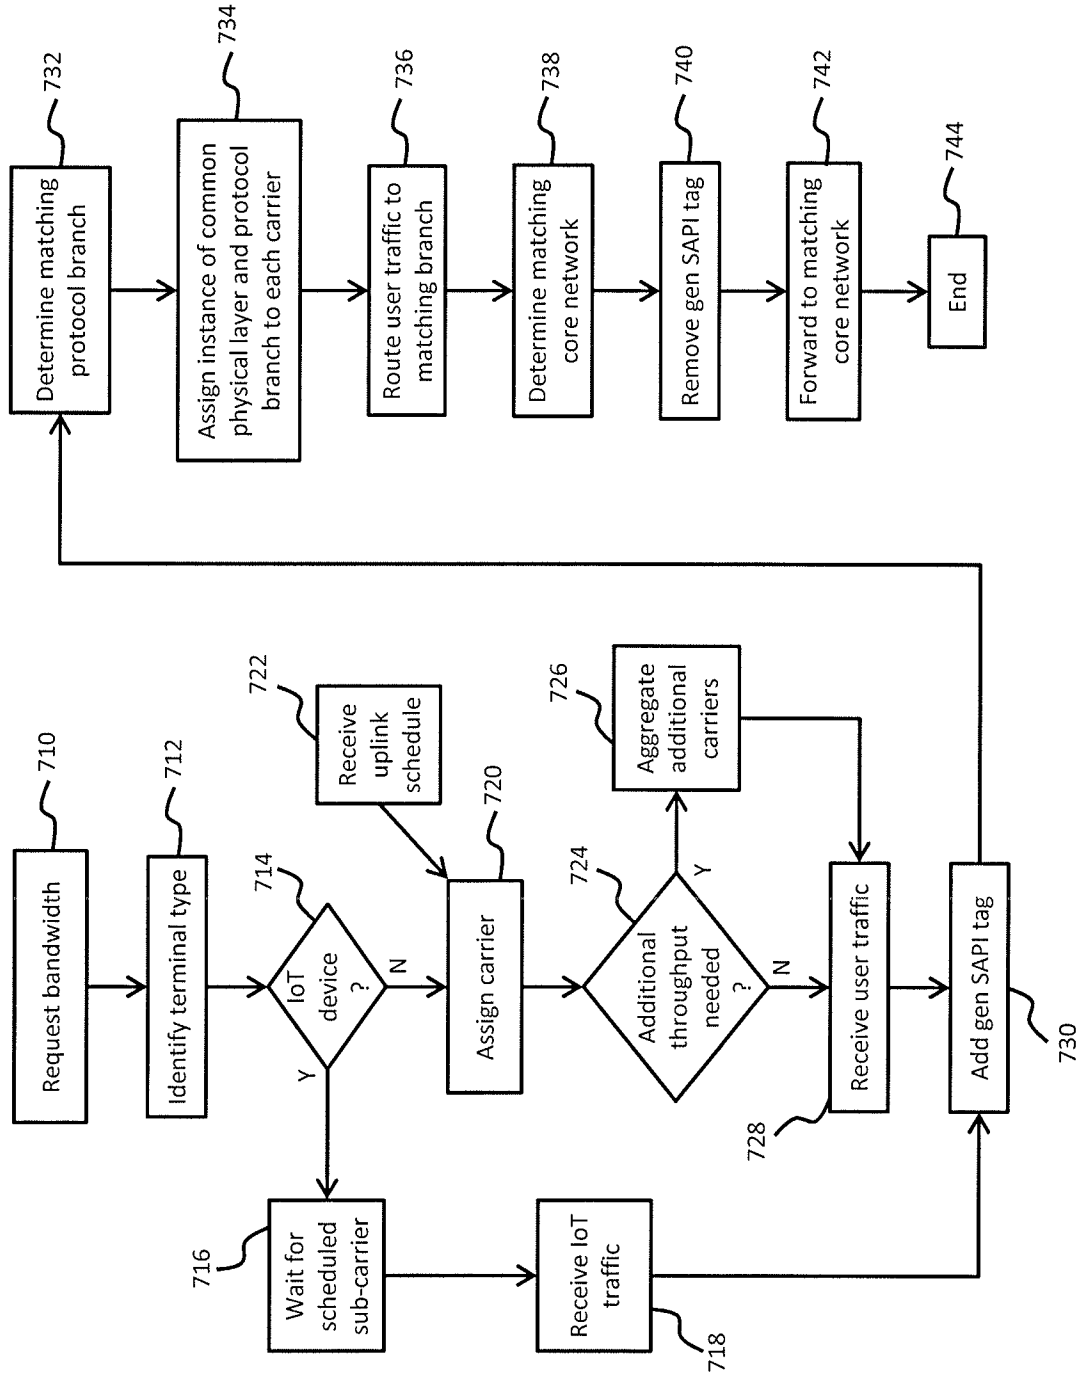 710
Request bandwidth
712
Identify terminal type
714
IoT
device
?
Y
N
716
Wait for
scheduled
sub-carrier
718
Receive IoT
traffic
722
Receive
uplink
schedule
720
Assign carrier
724
Additional
throughput
needed
?
Y
N
726
Aggregate
additional
carriers
728
Receive user traffic
Add gen SAPI tag
730
732
Determine matching
protocol branch
734
Assign instance of common
physical layer and protocol
branch to each carrier
736
Route user traffic to
matching branch
738
Determine matching
core network
740
Remove gen SAPI tag
742
Forward to matching
core network
744
End